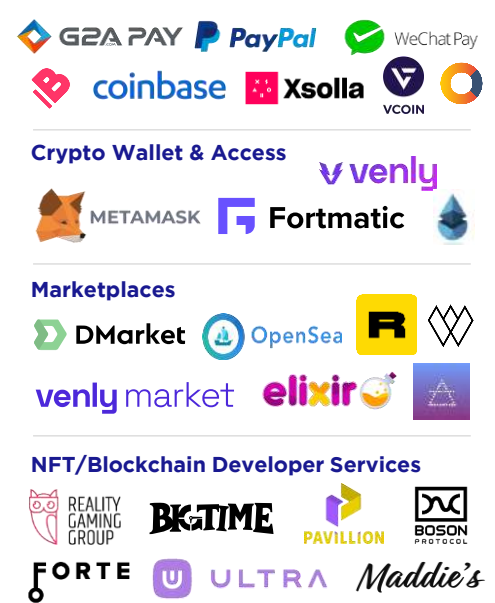 G2A PAY PayPal WeChat Pay
.COM
coinbase Xsolla
VCOIN
Crypto Wallet & Access
venly
METAMASK Fortmatic
Marketplaces
DMarket OpenSea R
venly market elixir
NFT/Blockchain Developer Services
REALITY GAMING GROUP
BIGTIME
PAVILLION
BOSON
PROTOCOL
FORTE
ULTRA
Maddie's